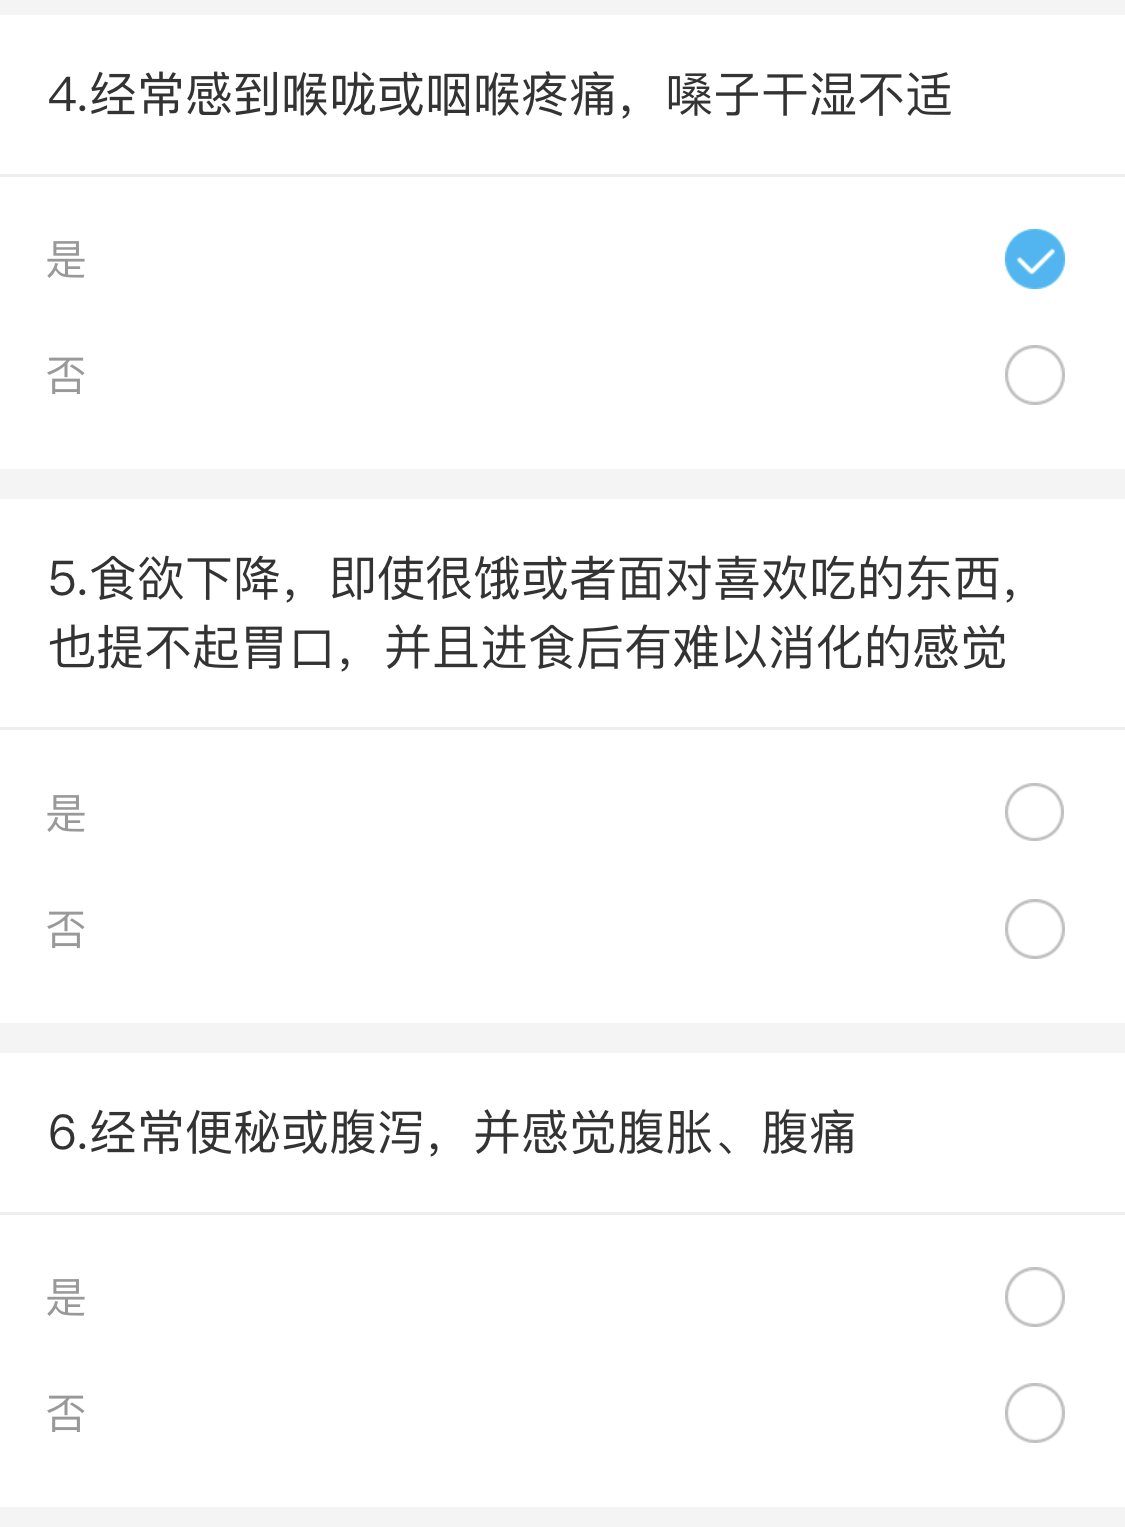 4.经常感到喉咙或咽喉疼痛，嗓子干湿不适
是
否
5.食欲下降，即使很饿或者面对喜欢吃的东西，
也提不起胃口，并且进食后有难以消化的感觉
是
否
6.经常便秘或腹泻，并感觉腹胀、腹痛
是
否